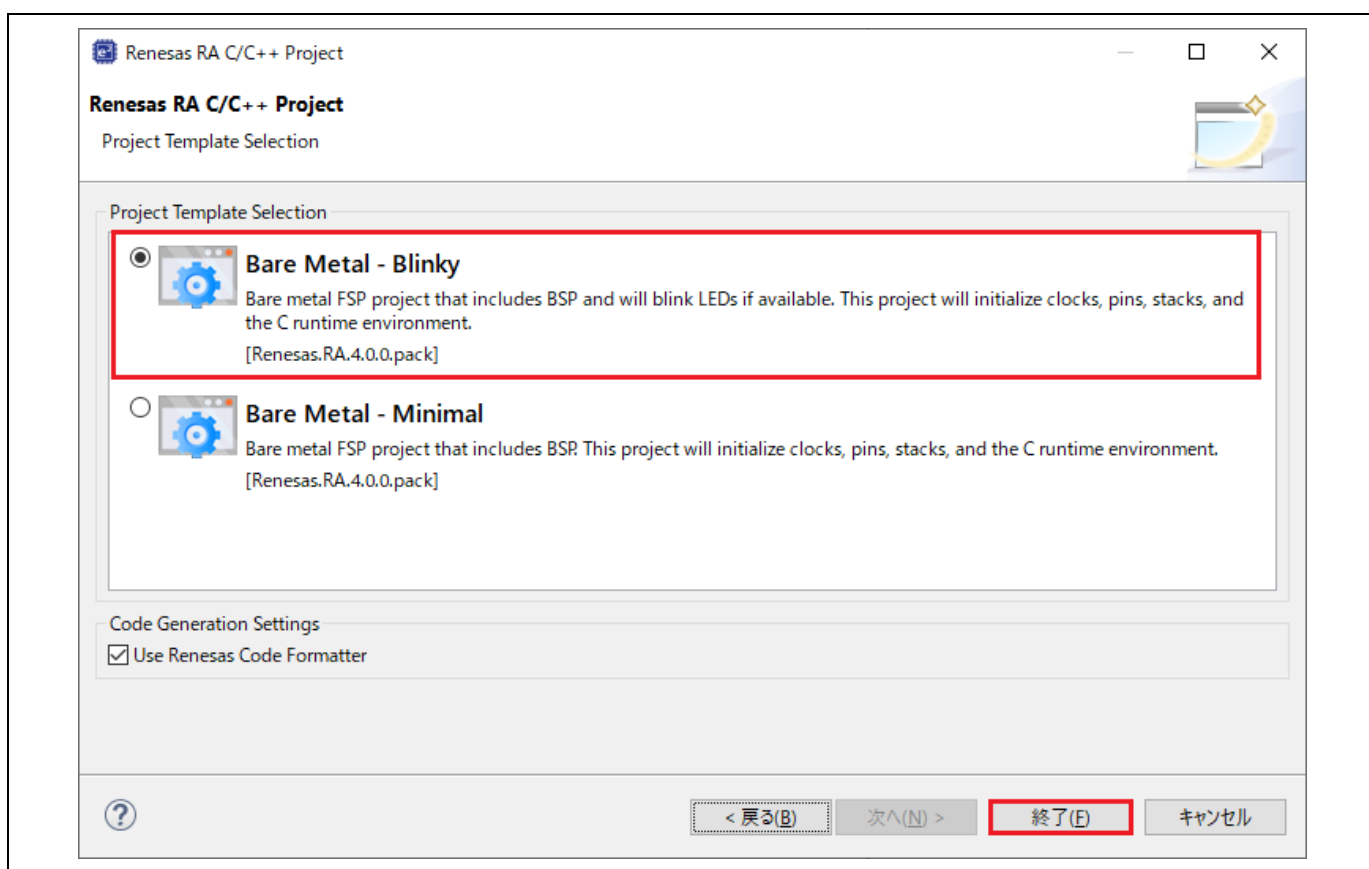 Renesas RA C/C++ Project
Renesas RA C/C++ Project
Project Template Selection
Project Template Selection
Bare Metal - Blinky
Bare metal FSP project that includes BSP and will blink LEDs if available. This project will initialize clocks, pins, stacks, and
the C runtime environment.
[Renesas.RA.4.0.0.pack]
Bare Metal - Minimal
Bare metal FSP project that includes BSP. This project will initialize clocks, pins, stacks, and the C runtime environment.
[Renesas.RA.4.0.0.pack]
Code Generation Settings
Use Renesas Code Formatter
< 戻る(B) 次へ(N) > 終了(F) キャンセル